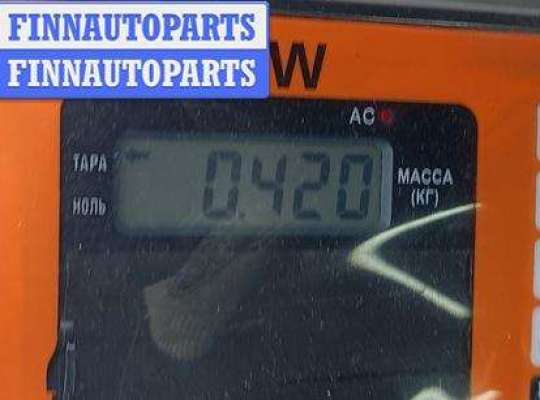 FINNAUTOPARTS
FINNAUTOPARTS
W
AC
ТАРА
0.420
МАССА
(КГ)
НОЛЬ